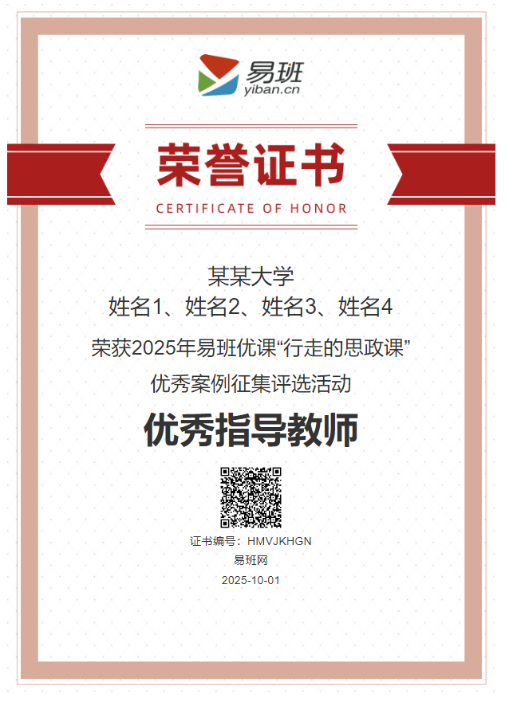 易班
yiban.cn
荣誉证书
CERTIFICATE OF HONOR
某某大学
姓名1、姓名2、姓名3、姓名4
荣获2025年易班优课“行走的思政课”
优秀案例征集评选活动
优秀指导教师
证书编号：HMVJKHGN
易班网
2025-10-01